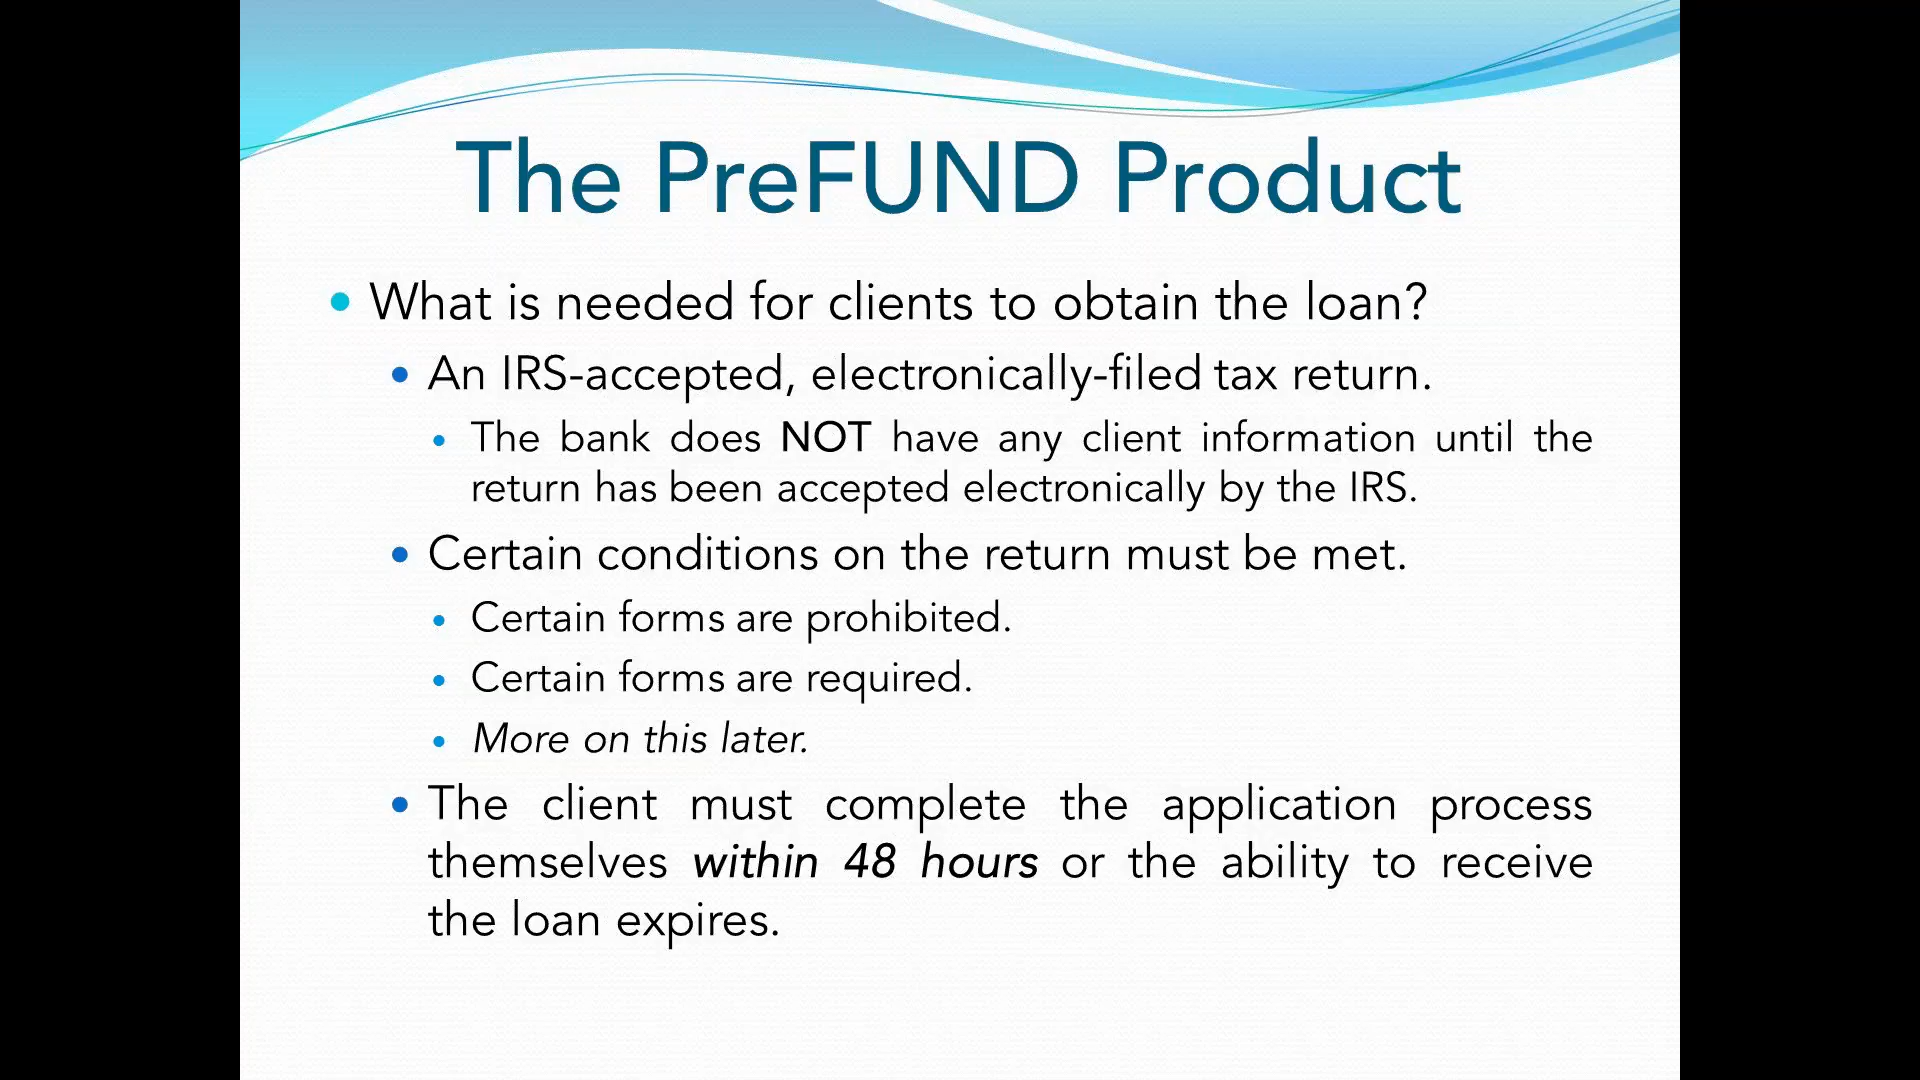 The PreFUND Product
What is needed for clients to obtain the loan?
An IRS-accepted, electronically-filed tax return.
The bank does NOT have any client information until the
return has been accepted electronically by the IRS.
Certain conditions on the return must be met.
Certain forms are prohibited.
Certain forms are required.
More on this later.
The client must complete the application process
themselves within 48 hours or the ability to receive
the loan expires.